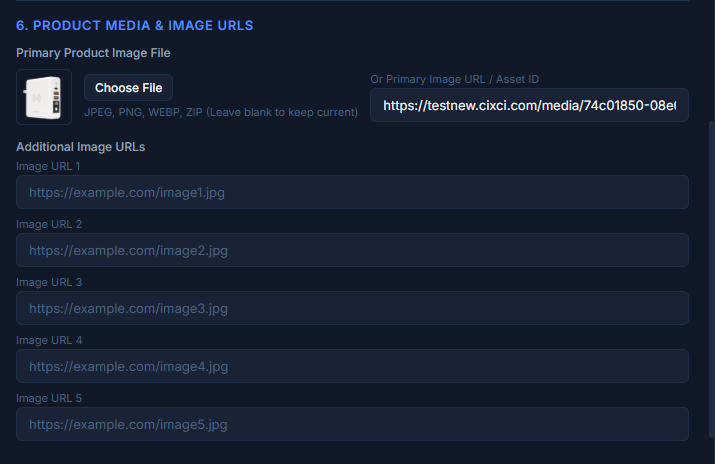 6. PRODUCT MEDIA & IMAGE URLS
Primary Product Image File
Choose File
JPEG, PNG, WEBP, ZIP (Leave blank to keep current)
Or Primary Image URL / Asset ID
https://testnew.cixci.com/media/74c01850-08e
Additional Image URLs
Image URL 1
https://example.com/image1.jpg
Image URL 2
https://example.com/image2.jpg
Image URL 3
https://example.com/image3.jpg
Image URL 4
https://example.com/image4.jpg
Image URL 5
https://example.com/image5.jpg